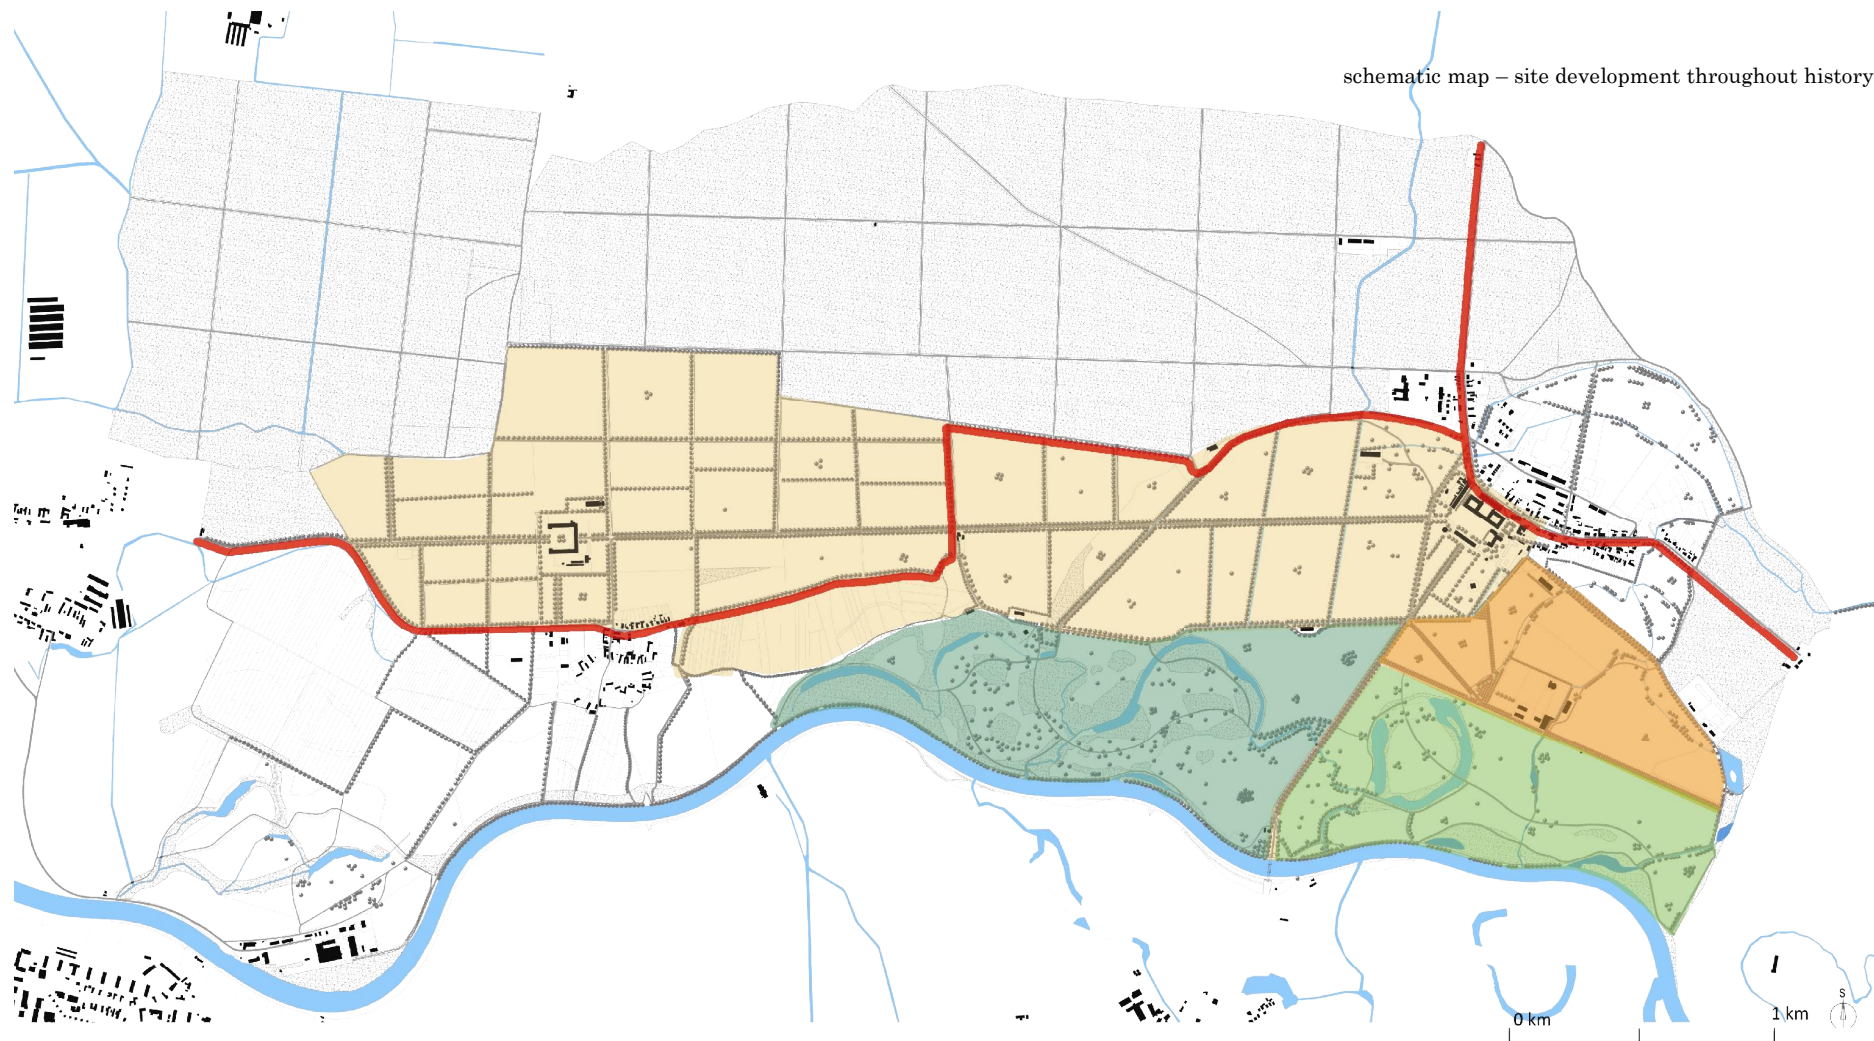 schematic map – site development throughout history
S
0 km
1 km